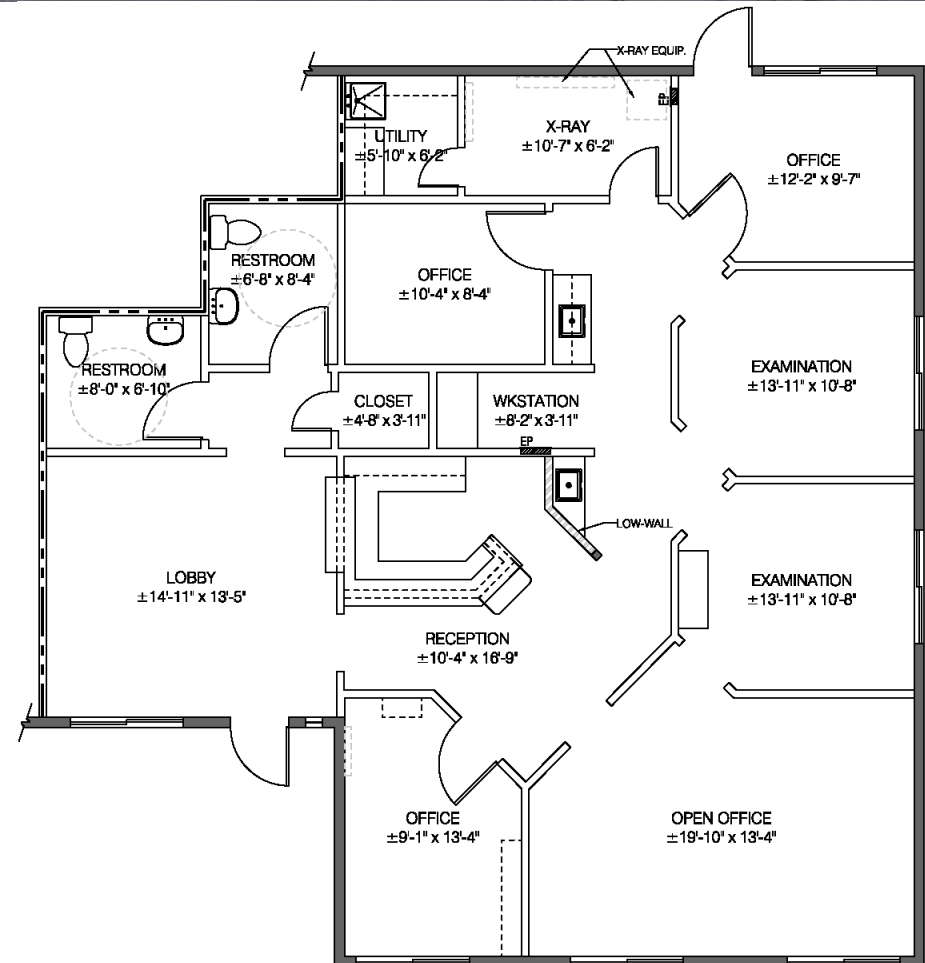 X-RAY EQUIP.
EP
UTILITY
±5'-10" x 6'-2"
X-RAY
±10'-7" x 6'-2"
OFFICE
±12'-2" x 9'-7"
RESTROOM
±6'-8" x 8'-4"
OFFICE
±10'-4" x 8'-4"
RESTROOM
±8'-0" x 6'-10"
EXAMINATION
±13'-11" x 10'-8"
CLOSET
±4'-8" x 3'-11"
WKSTATION
±8'-2" x 3'-11"
EP
LOW-WALL
LOBBY
±14'-11" x 13'-5"
EXAMINATION
±13'-11" x 10'-8"
RECEPTION
±10'-4" x 16'-9"
OFFICE
±9'-1" x 13'-4"
OPEN OFFICE
±19'-10" x 13'-4"